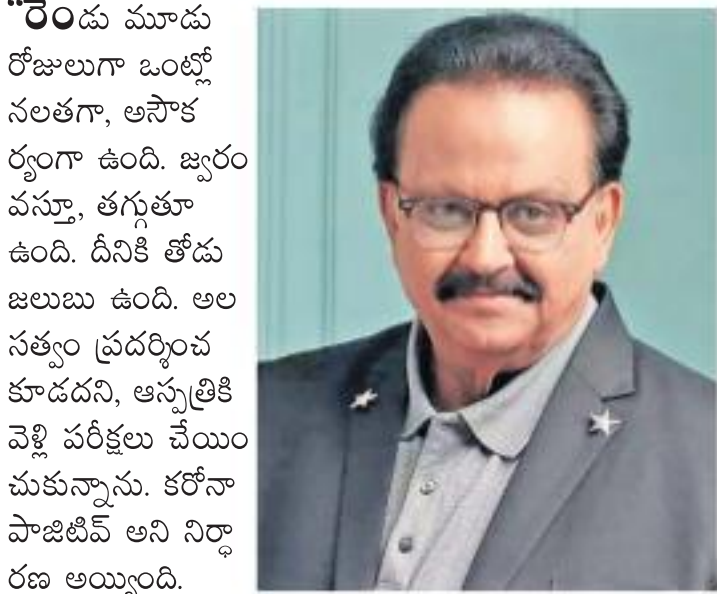 “రెండు మూడు
రోజులుగా ఒంట్లో
నలతగా, అసౌక
ర్యంగా ఉంది. జ్వరం
వస్తూ, తగ్గుతూ
ఉంది. దీనికి తోడు
జలుబు ఉంది. అల
సత్వం ప్రదర్శించ
కూడదని, ఆస్పత్రికి
వెళ్లి పరీక్షలు చేయిం
చుకున్నాను. కరోనా
పాజిటివ్ అని నిర్ధా
రణ అయ్యింది.